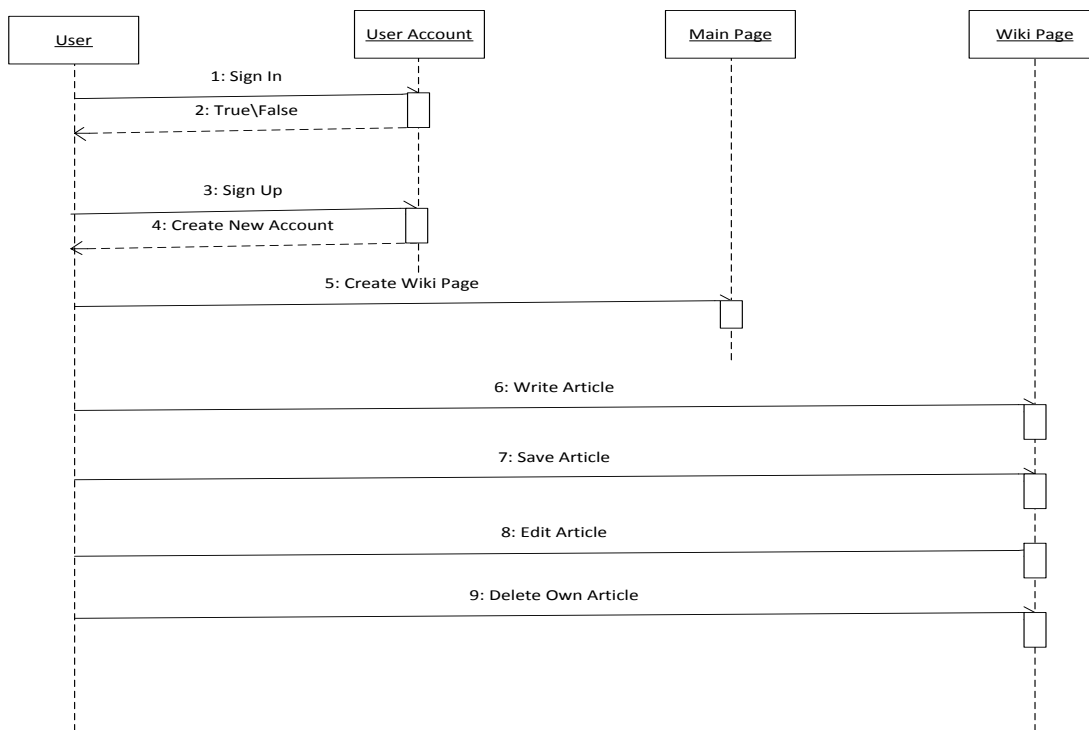 User
User Account
Main Page
Wiki Page
1: Sign In
2: True\False
3: Sign Up
4: Create New Account
5: Create Wiki Page
6: Write Article
7: Save Article
8: Edit Article
9: Delete Own Article